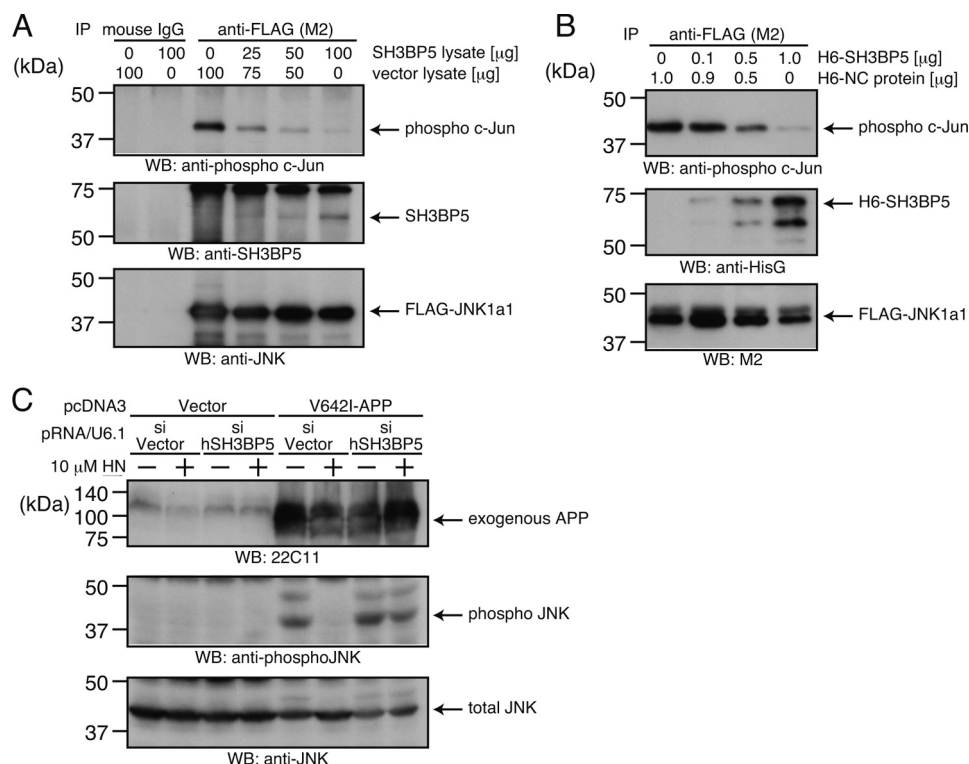 A
IP mouse IgG anti-FLAG (M2)
0 100 0 25 50 100 SH3BP5 lysate [µg]
(kDa) 100 0 100 75 50 0 vector lysate [µg]
50
37
phospho c-Jun
WB: anti-phospho c-Jun
75
50
SH3BP5
WB: anti-SH3BP5
50
37
FLAG-JNK1a1
WB: anti-JNK
B
IP anti-FLAG (M2)
0 0.1 0.5 1.0 H6-SH3BP5 [µg]
(kDa) 1.0 0.9 0.5 0 H6-NC protein [µg]
50
37
phospho c-Jun
WB: anti-phospho c-Jun
75
50
H6-SH3BP5
WB: anti-HisG
50
37
FLAG-JNK1a1
WB: M2
C
pcDNA3 Vector V642I-APP
pRNA/U6.1 si Vector si hSH3BP5 si Vector si hSH3BP5
10 µM HN − + − + − + − +
(kDa)
140
100
75
exogenous APP
WB: 22C11
50
37
phospho JNK
WB: anti-phosphoJNK
50
37
total JNK
WB: anti-JNK